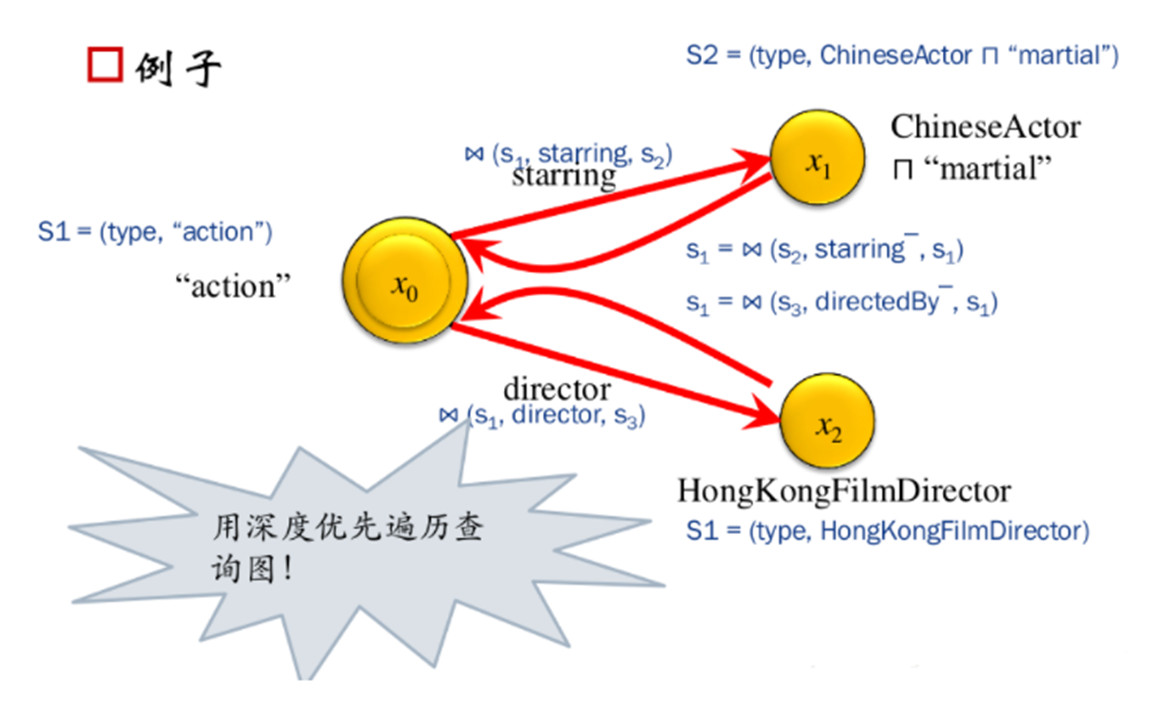 例子
S2 = (type, ChineseActor ⊓ “martial”)
ChineseActor
⊓ “martial”
x₁
⋈ (s₁, starring, s₂)
starring
S1 = (type, “action”)
“action”
x₀
s₁ = ⋈ (s₂, starring¯, s₁)
s₁ = ⋈ (s₃, directedBy¯, s₁)
director
⋈ (s₁, director, s₃)
x₂
HongKongFilmDirector
S1 = (type, HongKongFilmDirector)
用深度优先遍历查
询图！